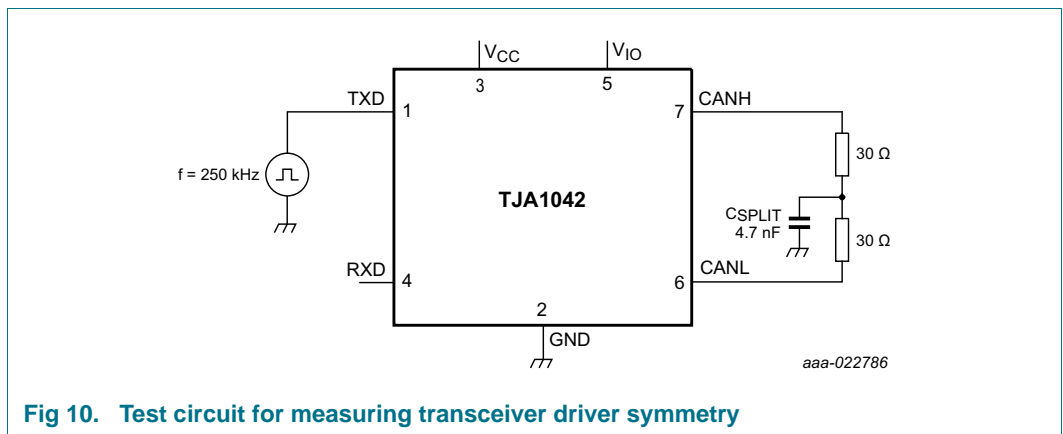 VCC
VIO
3
5
TXD
1
7
CANH
30 Ω
f = 250 kHz
TJA1042
CSPLIT
4.7 nF
30 Ω
RXD
4
6
CANL
2
GND
aaa-022786
Fig 10. Test circuit for measuring transceiver driver symmetry